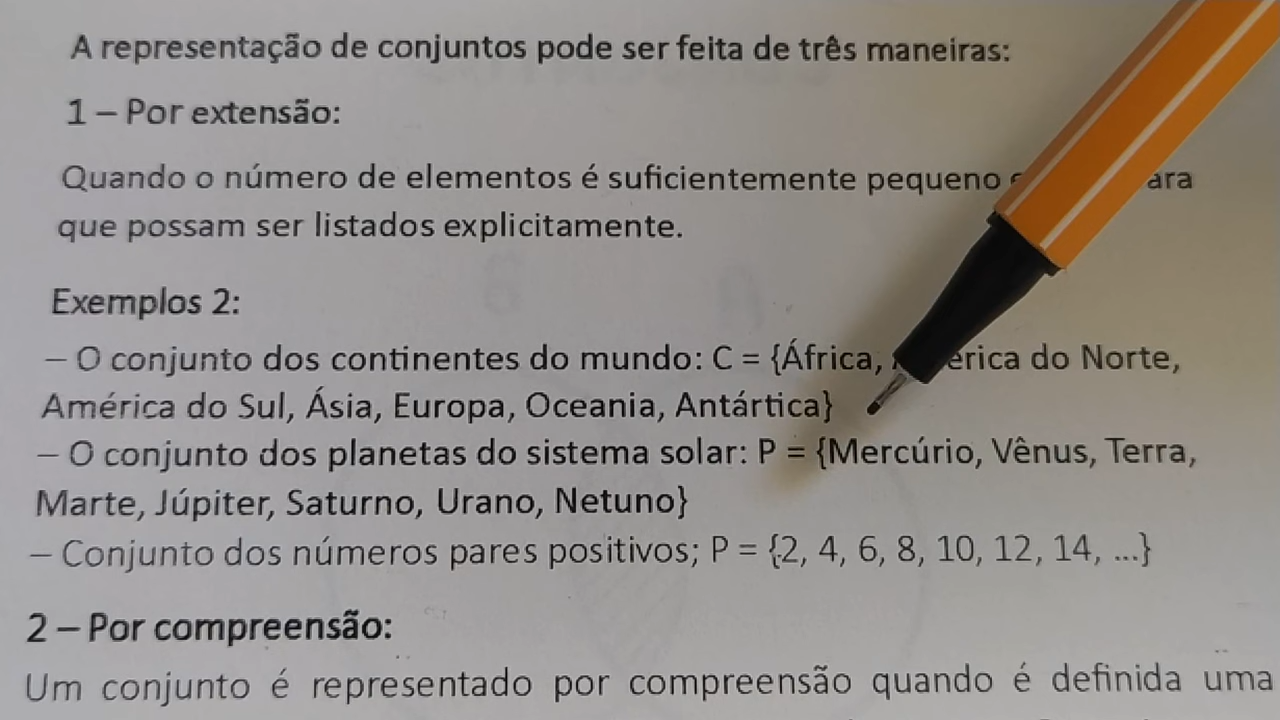 A representação de conjuntos pode ser feita de três maneiras:
1 – Por extensão:
Quando o número de elementos é suficientemente pequeno
que possam ser listados explicitamente.
Exemplos 2:
– O conjunto dos continentes do mundo: C = {África, do Norte,
América do Sul, Ásia, Europa, Oceania, Antártica}
– O conjunto dos planetas do sistema solar: P = {Mercúrio, Vênus, Terra,
Marte, Júpiter, Saturno, Urano, Netuno}
– Conjunto dos números pares positivos; P = {2, 4, 6, 8, 10, 12, 14, ...}
2 – Por compreensão:
Um conjunto é representado por compreensão quando é definida uma